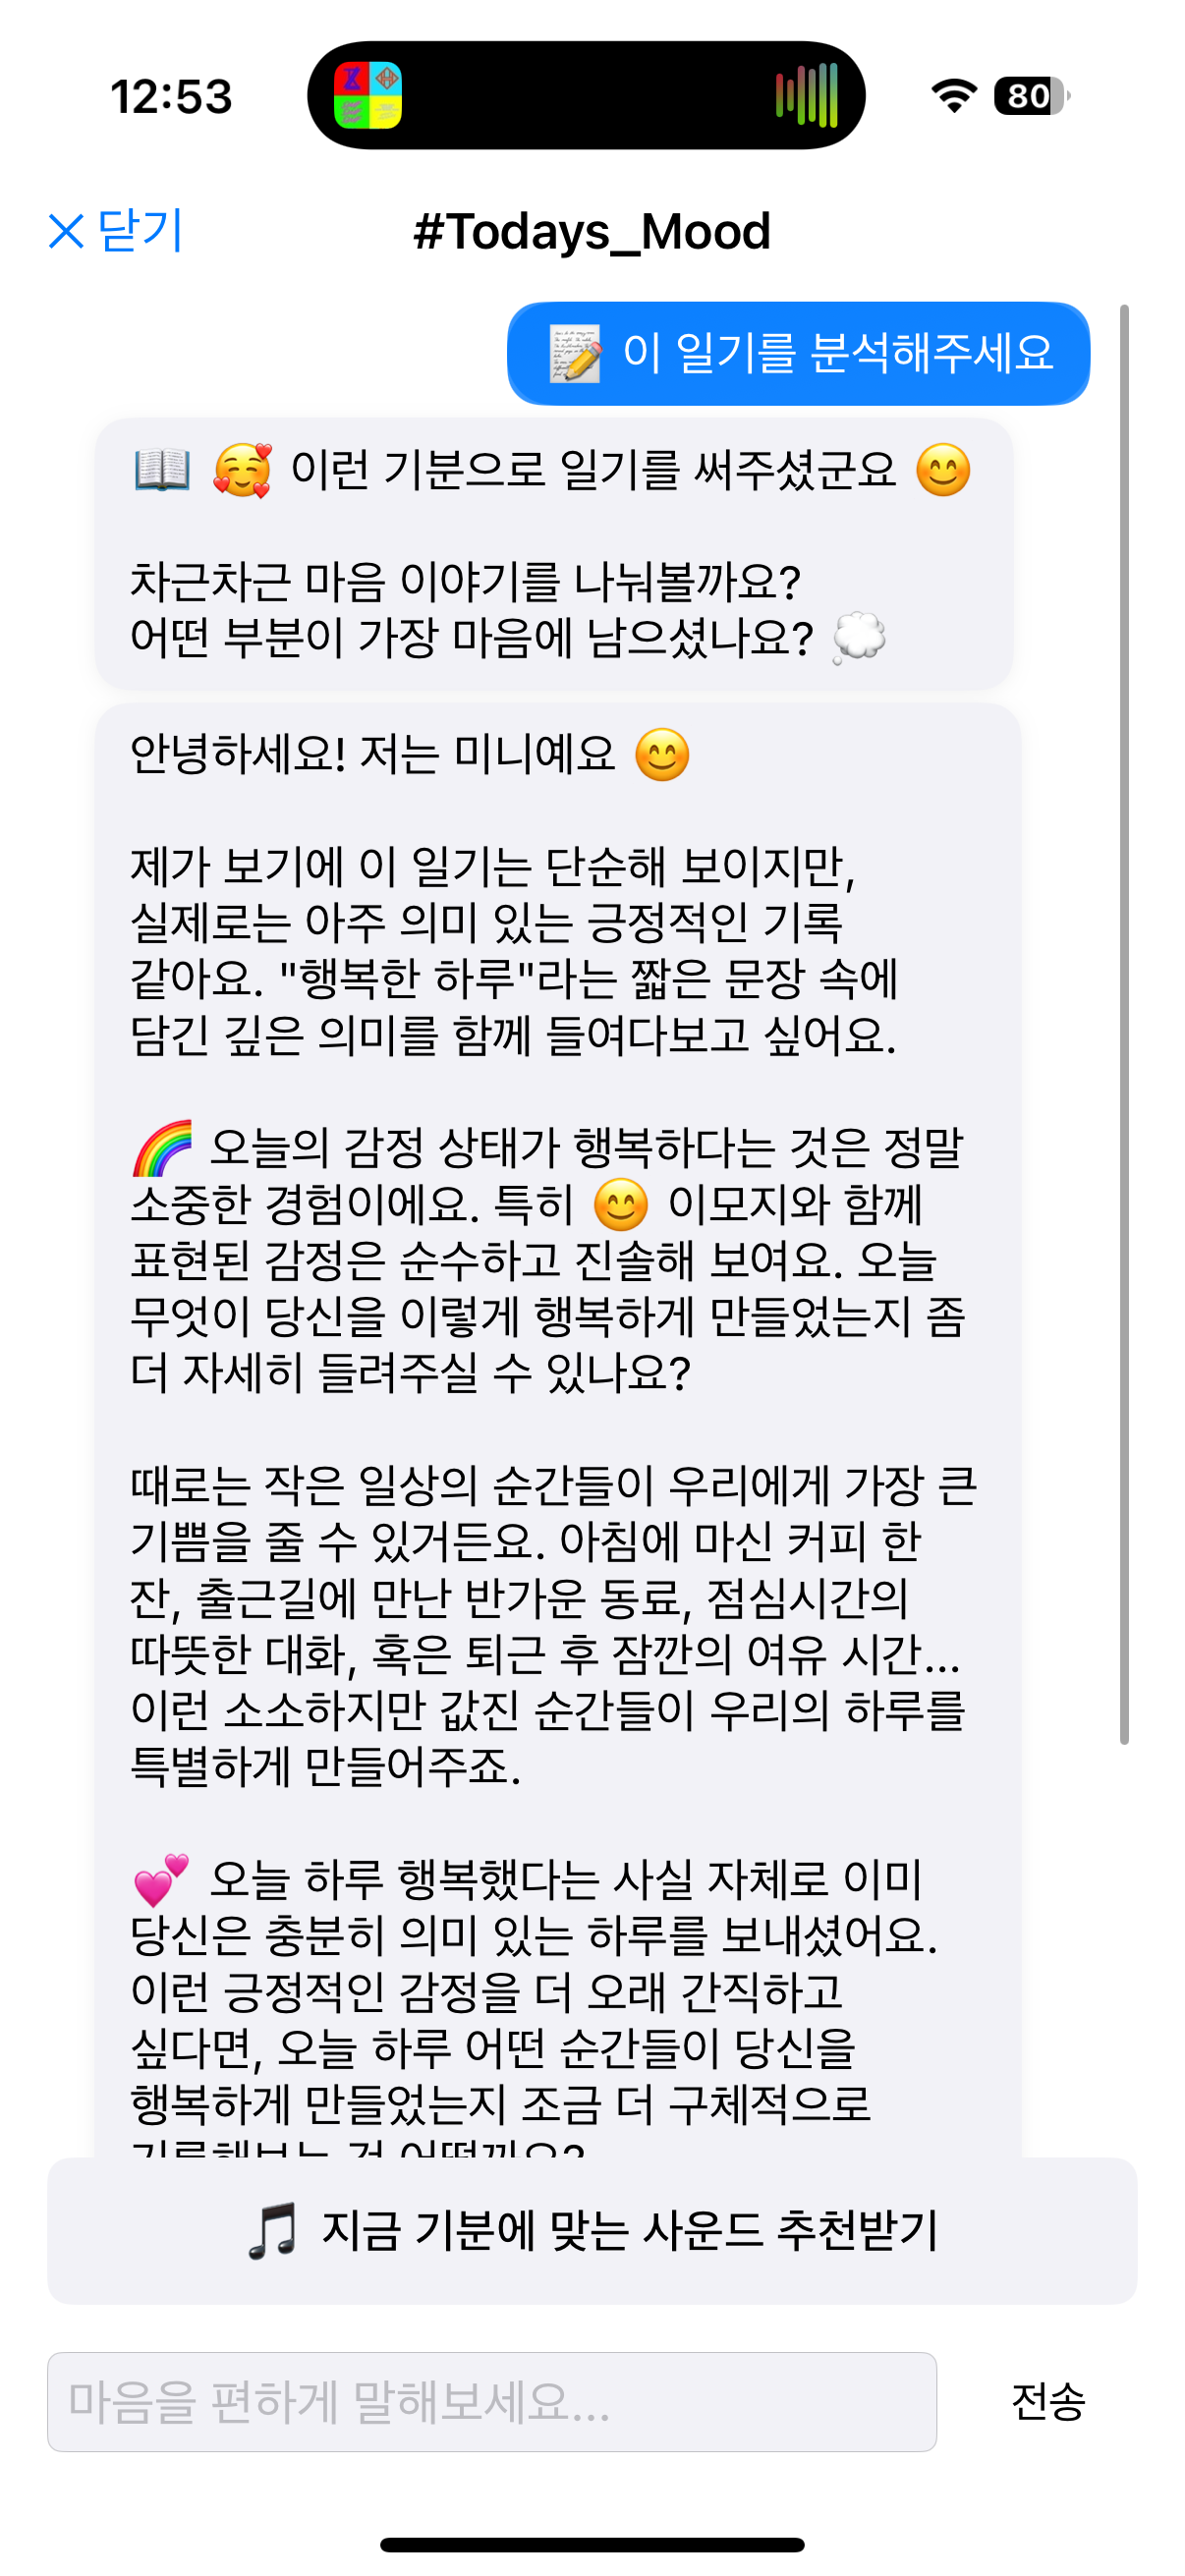 12:53
80
닫기
#Todays_Mood
📝 이 일기를 분석해주세요
📖 🥰 이런 기분으로 일기를 써주셨군요 😊
차근차근 마음 이야기를 나눠볼까요?
어떤 부분이 가장 마음에 남으셨나요? 💭
안녕하세요! 저는 미니예요 😊
제가 보기에 이 일기는 단순해 보이지만,
실제로는 아주 의미 있는 긍정적인 기록
같아요. "행복한 하루"라는 짧은 문장 속에
담긴 깊은 의미를 함께 들여다보고 싶어요.
🌈 오늘의 감정 상태가 행복하다는 것은 정말
소중한 경험이에요. 특히 😊 이모지와 함께
표현된 감정은 순수하고 진솔해 보여요. 오늘
무엇이 당신을 이렇게 행복하게 만들었는지 좀
더 자세히 들려주실 수 있나요?
때로는 작은 일상의 순간들이 우리에게 가장 큰
기쁨을 줄 수 있거든요. 아침에 마신 커피 한
잔, 출근길에 만난 반가운 동료, 점심시간의
따뜻한 대화, 혹은 퇴근 후 잠깐의 여유 시간...
이런 소소하지만 값진 순간들이 우리의 하루를
특별하게 만들어주죠.
💕 오늘 하루 행복했다는 사실 자체로 이미
당신은 충분히 의미 있는 하루를 보내셨어요.
이런 긍정적인 감정을 더 오래 간직하고
싶다면, 오늘 하루 어떤 순간들이 당신을
행복하게 만들었는지 조금 더 구체적으로
🎵 지금 기분에 맞는 사운드 추천받기
마음을 편하게 말해보세요...
전송